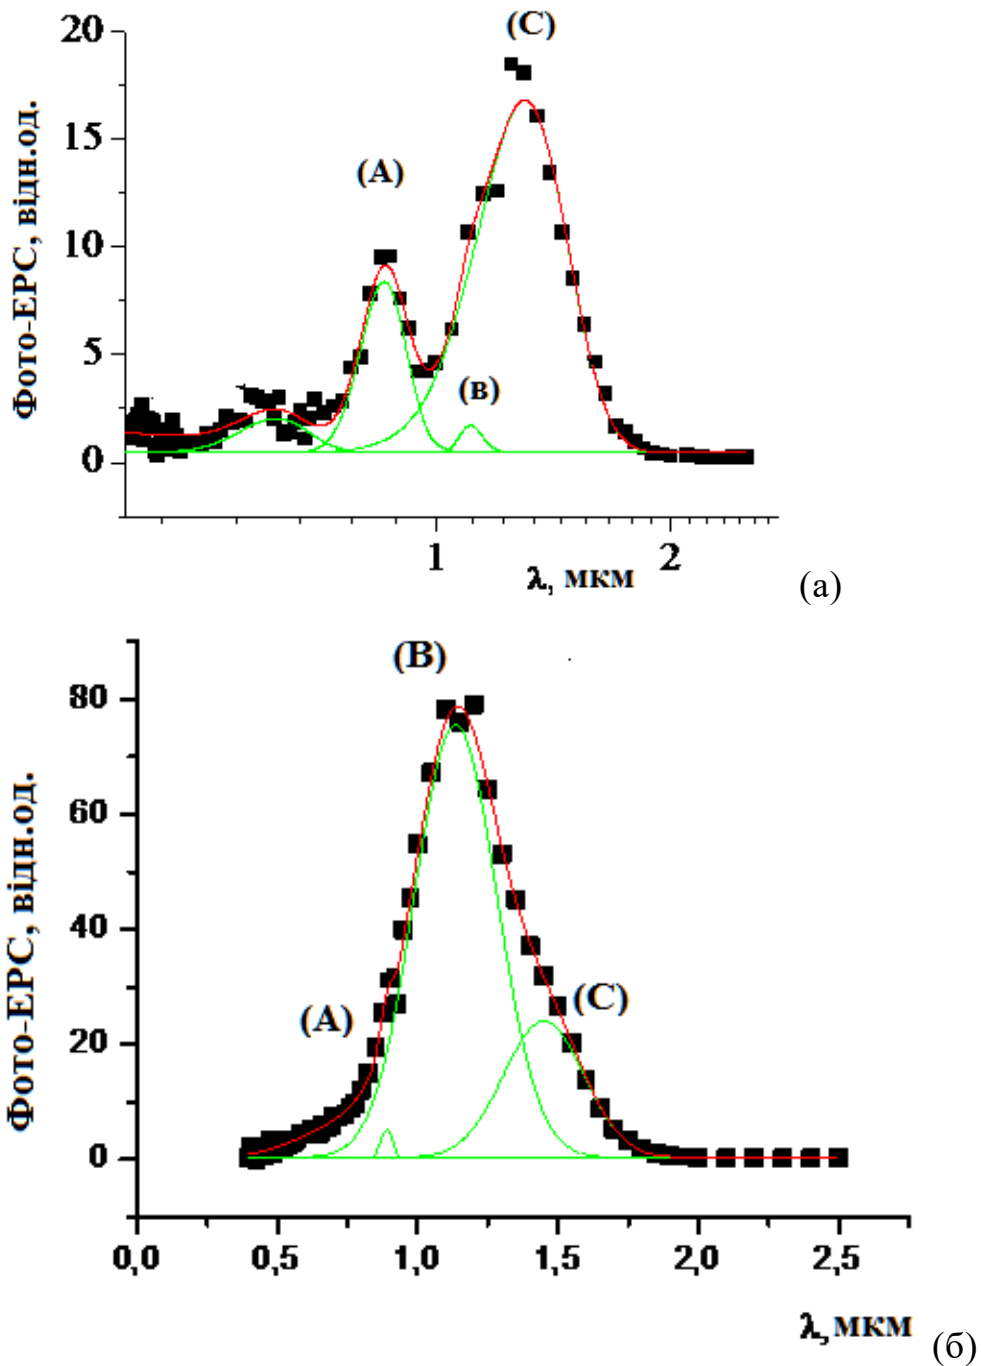 (C)
20
15
10
5
0
(A)
(в)
Фото-ЕРС, відн.од.
1
2
λ, мкм
(а)
(B)
80
60
40
20
0
(A)
(C)
Фото-ЕРС, відн.од.
0,0
0,5
1,0
1,5
2,0
2,5
λ, мкм
(б)